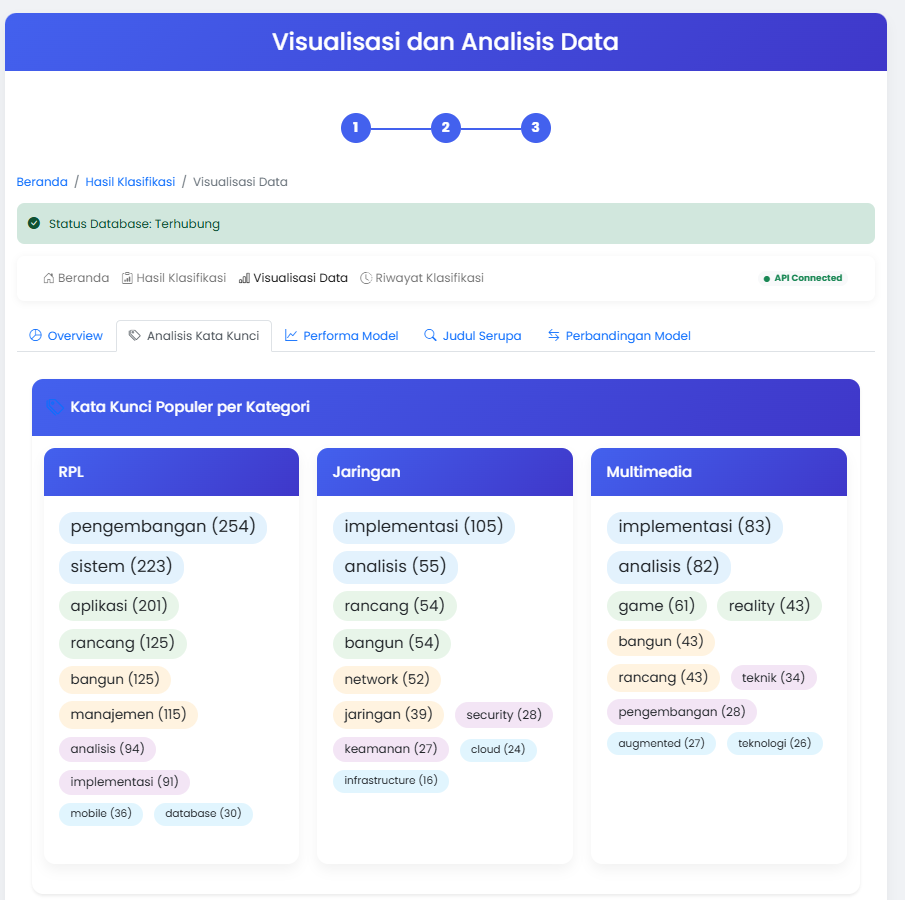 Visualisasi dan Analisis Data
1 2 3
Beranda / Hasil Klasifikasi / Visualisasi Data
Status Database: Terhubung
Beranda Hasil Klasifikasi Visualisasi Data Riwayat Klasifikasi API Connected
Overview Analisis Kata Kunci Performa Model Judul Serupa Perbandingan Model
Kata Kunci Populer per Kategori
RPL
pengembangan (254)
sistem (223)
aplikasi (201)
rancang (125)
bangun (125)
manajemen (115)
analisis (94)
implementasi (91)
mobile (36) database (30)
Jaringan
implementasi (105)
analisis (55)
rancang (54)
bangun (54)
network (52)
jaringan (39) security (28)
keamanan (27) cloud (24)
infrastructure (16)
Multimedia
implementasi (83)
analisis (82)
game (61) reality (43)
bangun (43)
rancang (43) teknik (34)
pengembangan (28)
augmented (27) teknologi (26)